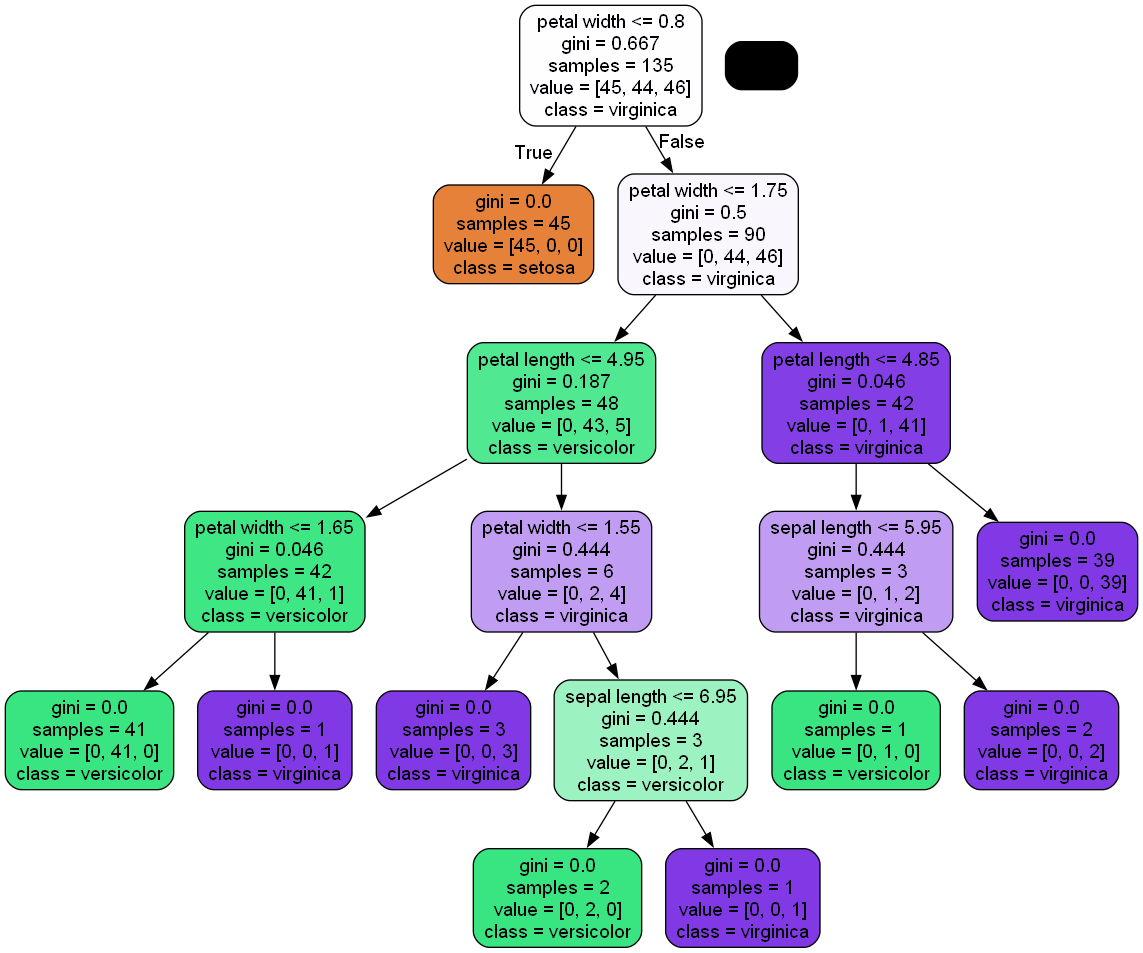 petal width <= 0.8
gini = 0.667
samples = 135
value = [45, 44, 46]
class = virginica
True
False
gini = 0.0
samples = 45
value = [45, 0, 0]
class = setosa
petal width <= 1.75
gini = 0.5
samples = 90
value = [0, 44, 46]
class = virginica
petal length <= 4.95
gini = 0.187
samples = 48
value = [0, 43, 5]
class = versicolor
petal length <= 4.85
gini = 0.046
samples = 42
value = [0, 1, 41]
class = virginica
petal width <= 1.65
gini = 0.046
samples = 42
value = [0, 41, 1]
class = versicolor
petal width <= 1.55
gini = 0.444
samples = 6
value = [0, 2, 4]
class = virginica
sepal length <= 5.95
gini = 0.444
samples = 3
value = [0, 1, 2]
class = virginica
gini = 0.0
samples = 39
value = [0, 0, 39]
class = virginica
gini = 0.0
samples = 41
value = [0, 41, 0]
class = versicolor
gini = 0.0
samples = 1
value = [0, 0, 1]
class = virginica
gini = 0.0
samples = 3
value = [0, 0, 3]
class = virginica
sepal length <= 6.95
gini = 0.444
samples = 3
value = [0, 2, 1]
class = versicolor
gini = 0.0
samples = 1
value = [0, 1, 0]
class = versicolor
gini = 0.0
samples = 2
value = [0, 0, 2]
class = virginica
gini = 0.0
samples = 2
value = [0, 2, 0]
class = versicolor
gini = 0.0
samples = 1
value = [0, 0, 1]
class = virginica